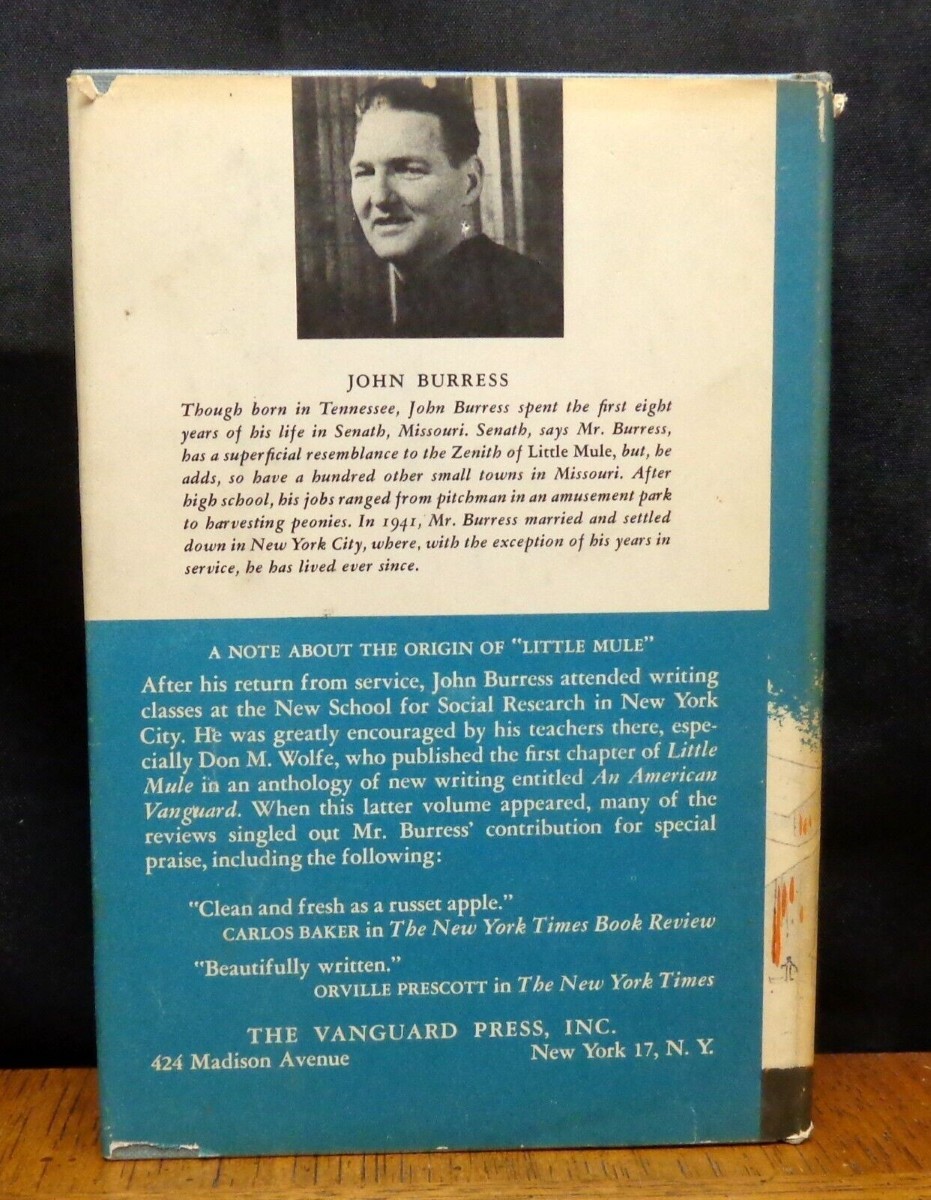 JOHN BURRESS
Though born in Tennessee, John Burress spent the first eight
years of his life in Senath, Missouri. Senath, says Mr. Burress,
has a superficial resemblance to the Zenith of Little Mule, but, he
adds, so have a hundred other small towns in Missouri. After
high school, his jobs ranged from pitchman in an amusement park
to harvesting peonies. In 1941, Mr. Burress married and settled
down in New York City, where, with the exception of his years in
service, he has lived ever since.
A NOTE ABOUT THE ORIGIN OF "LITTLE MULE"
After his return from service, John Burress attended writing
classes at the New School for Social Research in New York
City. He was greatly encouraged by his teachers there, espe-
cially Don M. Wolfe, who published the first chapter of Little
Mule in an anthology of new writing entitled An American
Vanguard. When this latter volume appeared, many of the
reviews singled out Mr. Burress' contribution for special
praise, including the following:
"Clean and fresh as a russet apple."
CARLOS BAKER in The New York Times Book Review
"Beautifully written."
ORVILLE PRESCOTT in The New York Times
THE VANGUARD PRESS, INC.
424 Madison Avenue New York 17, N. Y.